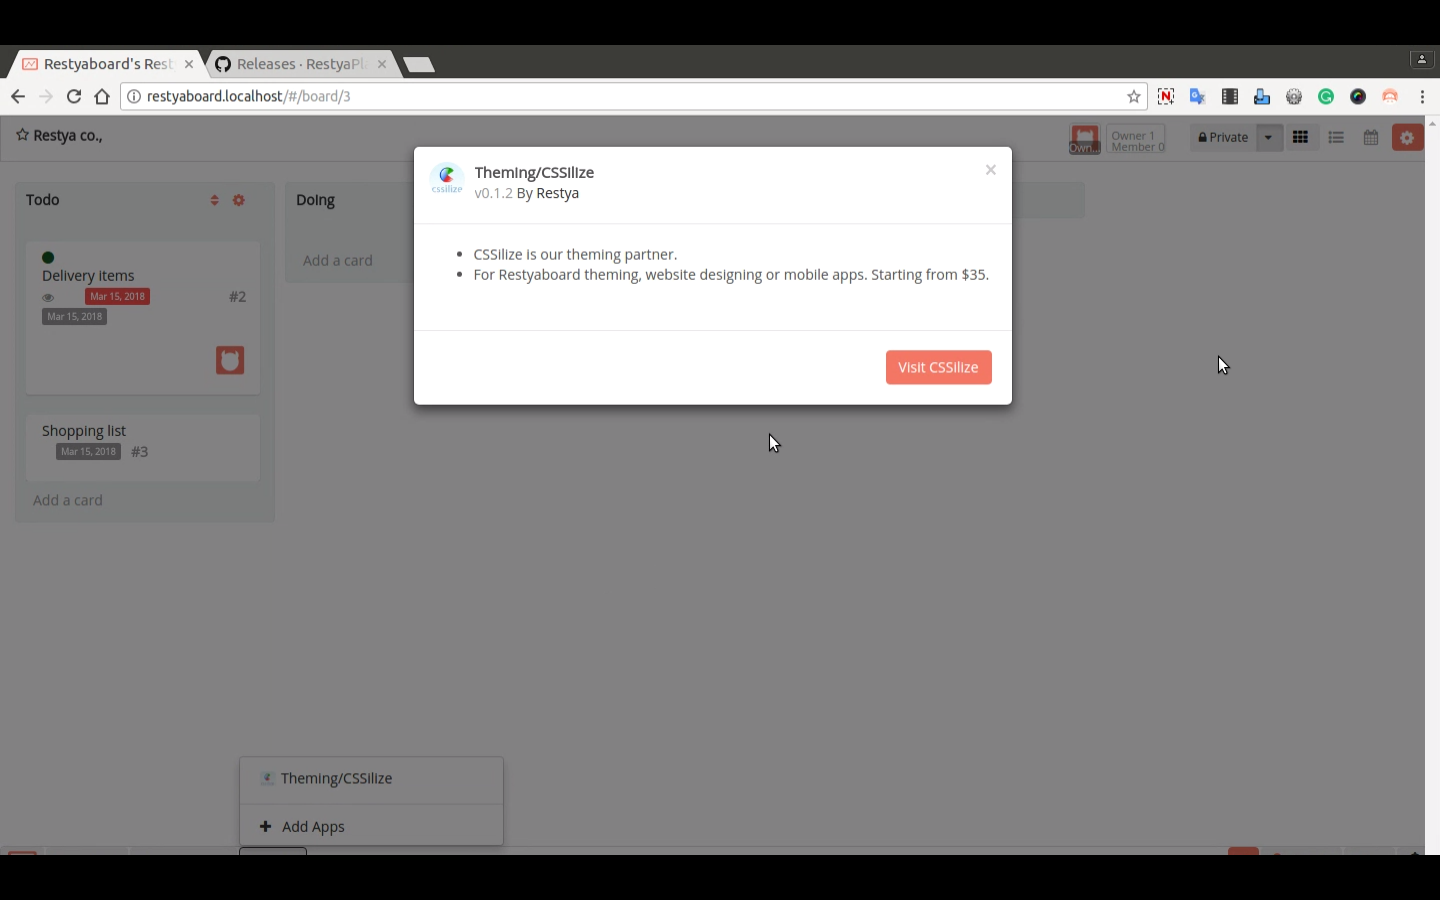 Restyaboard's Rest
Releases · RestyaPl
restyaboard.localhost/#/board/3
Restya co.,
Own...
Owner 1
Member 0
Private
Theming/CSSilize
v0.1.2 By Restya
cssilize
CSSilize is our theming partner.
For Restyaboard theming, website designing or mobile apps. Starting from $35.
Visit CSSilize
Todo
Doing
Delivery items
Mar 15, 2018
#2
Mar 15, 2018
Add a card
Shopping list
Mar 15, 2018
#3
Add a card
Theming/CSSilize
Add Apps